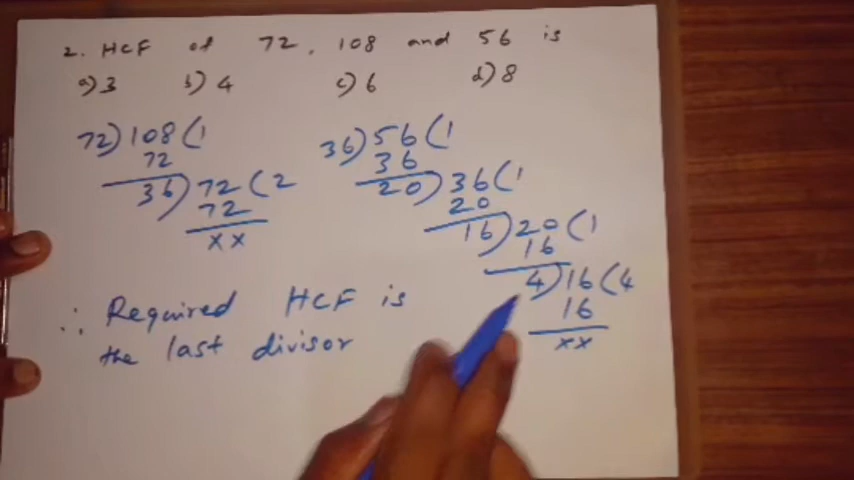 2. HCF of 72, 108 and 56 is
a) 3 b) 4 c) 6 d) 8
72) 108 (1
72
36) 72 (2
72
xx
36) 56 (1
36
20) 36 (1
20
16) 20 (1
16
4) 16 (4
16
xx
∴ Required HCF is
the last divisor